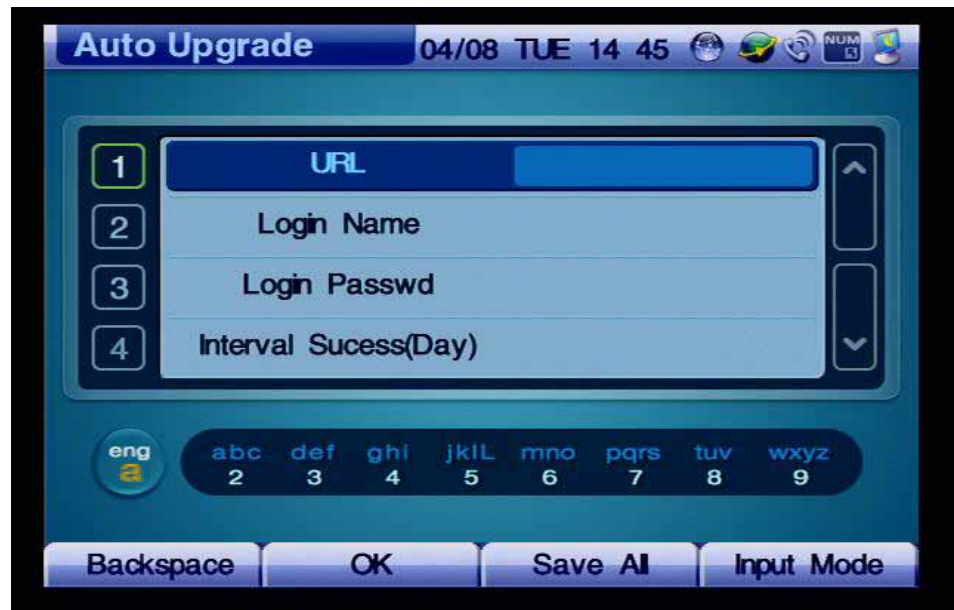 Auto Upgrade 04/08 TUE 14 45 NUM
1 URL
2 Login Name
3 Login Passwd
4 Interval Sucess(Day)
eng abc def ghi jklL mno pqrs tuv wxyz
a 2 3 4 5 6 7 8 9
Backspace OK Save All Input Mode